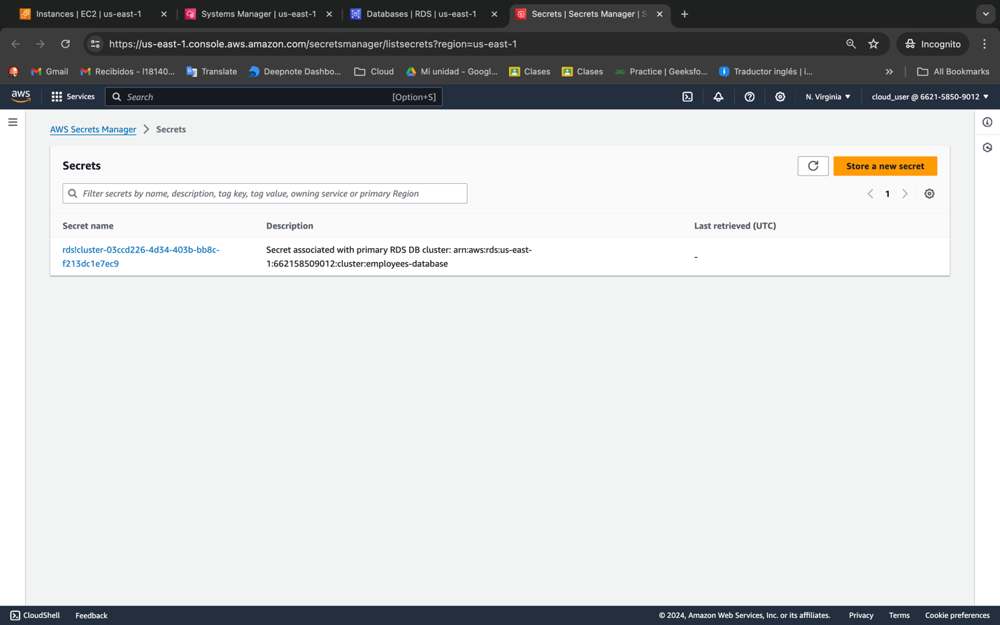 Instances | EC2 | us-east-1
Systems Manager | us-east-1
Databases | RDS | us-east-1
Secrets | Secrets Manager | S
https://us-east-1.console.aws.amazon.com/secretsmanager/listsecrets?region=us-east-1
Incognito
Gmail
Recibidos - l18140...
Translate
Deepnote Dashbo...
Cloud
Mi unidad - Googl...
Clases
Clases
Practice | Geeksfo...
Traductor inglés | i...
All Bookmarks
aws
Services
Search
[Option+S]
N. Virginia
cloud_user @ 6621-5850-9012
AWS Secrets Manager
Secrets
Secrets
Store a new secret
Filter secrets by name, description, tag key, tag value, owning service or primary Region
1
Secret name
Description
Last retrieved (UTC)
rds!cluster-03ccd226-4d34-403b-bb8c-
f213dc1e7ec9
Secret associated with primary RDS DB cluster: arn:aws:rds:us-east-
1:662158509012:cluster:employees-database
-
CloudShell
Feedback
© 2024, Amazon Web Services, Inc. or its affiliates.
Privacy
Terms
Cookie preferences